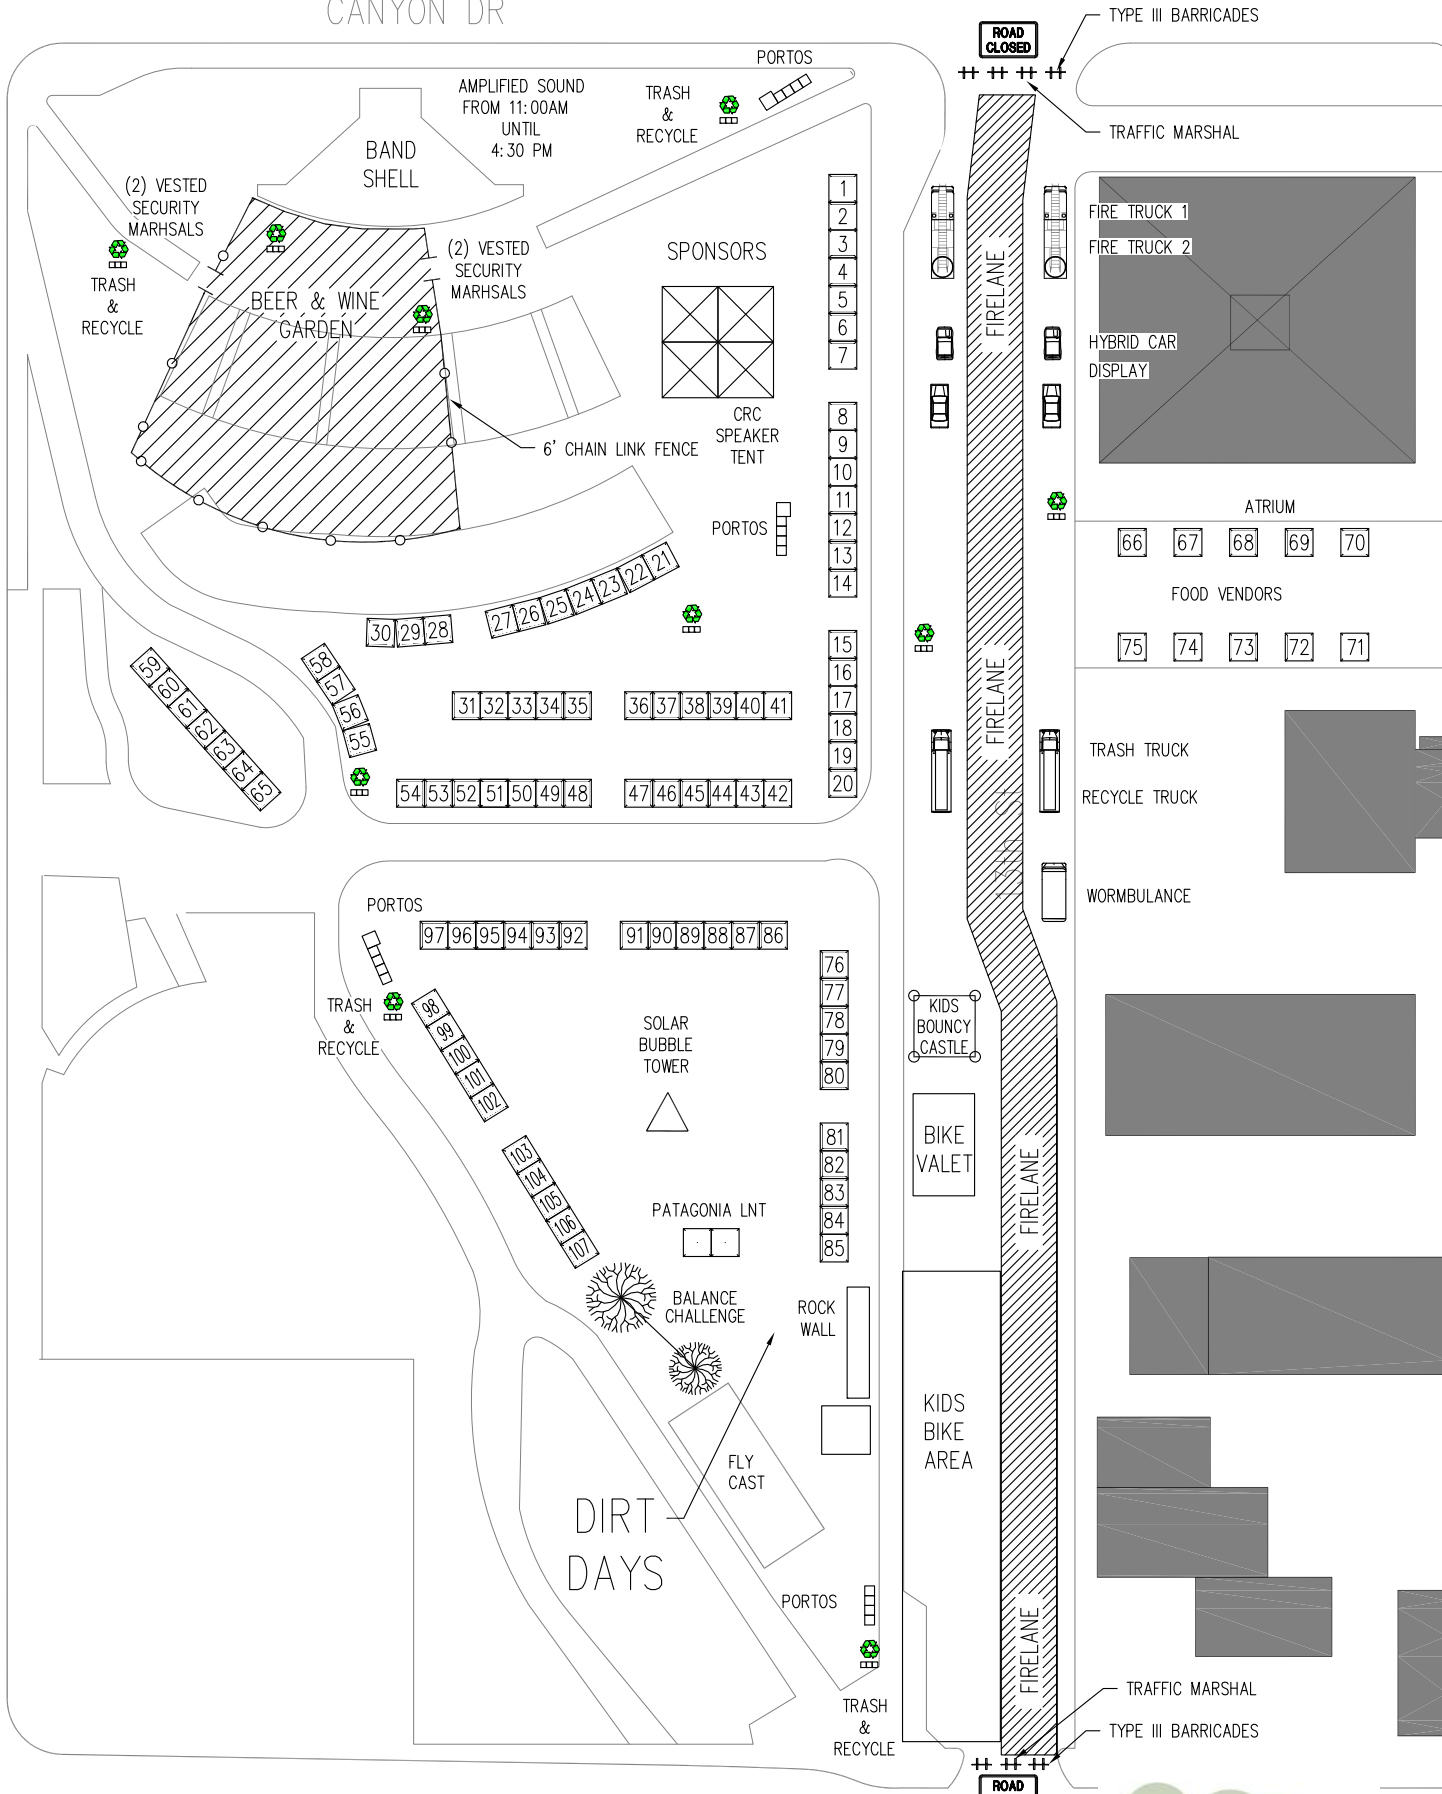 CANYON DR
ROAD
CLOSED
TYPE III BARRICADES
TRAFFIC MARSHAL
PORTOS
AMPLIFIED SOUND
FROM 11:00AM
UNTIL
4:30 PM
TRASH
&
RECYCLE
BAND
SHELL
(2) VESTED
SECURITY
MARHSALS
TRASH
&
RECYCLE
(2) VESTED
SECURITY
MARHSALS
BEER & WINE
GARDEN
6' CHAIN LINK FENCE
SPONSORS
CRC
SPEAKER
TENT
PORTOS
1
2
3
4
5
6
7
8
9
10
11
12
13
14
15
16
17
18
19
20
FIRELANE
FIRE TRUCK 1
FIRE TRUCK 2
HYBRID CAR
DISPLAY
ATRIUM
66 67 68 69 70
FOOD VENDORS
75 74 73 72 71
27 26 25 24 23 22 21
30 29 28
58
57
56
55
59
60
61
62
63
64
65
31 32 33 34 35 36 37 38 39 40 41
54 53 52 51 50 49 48 47 46 45 44 43 42
FIRELANE
TRASH TRUCK
RECYCLE TRUCK
13th St
WORMBULANCE
PORTOS
97 96 95 94 93 92 91 90 89 88 87 86
TRASH
&
RECYCLE
98
99
100
101
102
103
104
105
106
107
SOLAR
BUBBLE
TOWER
76
77
78
79
80
81
82
83
84
85
KIDS
BOUNCY
CASTLE
BIKE
VALET
FIRELANE
PATAGONIA LNT
BALANCE
CHALLENGE
ROCK
WALL
KIDS
BIKE
AREA
FLY
CAST
DIRT
DAYS
PORTOS
TRASH
&
RECYCLE
FIRELANE
TRAFFIC MARSHAL
TYPE III BARRICADES
ROAD